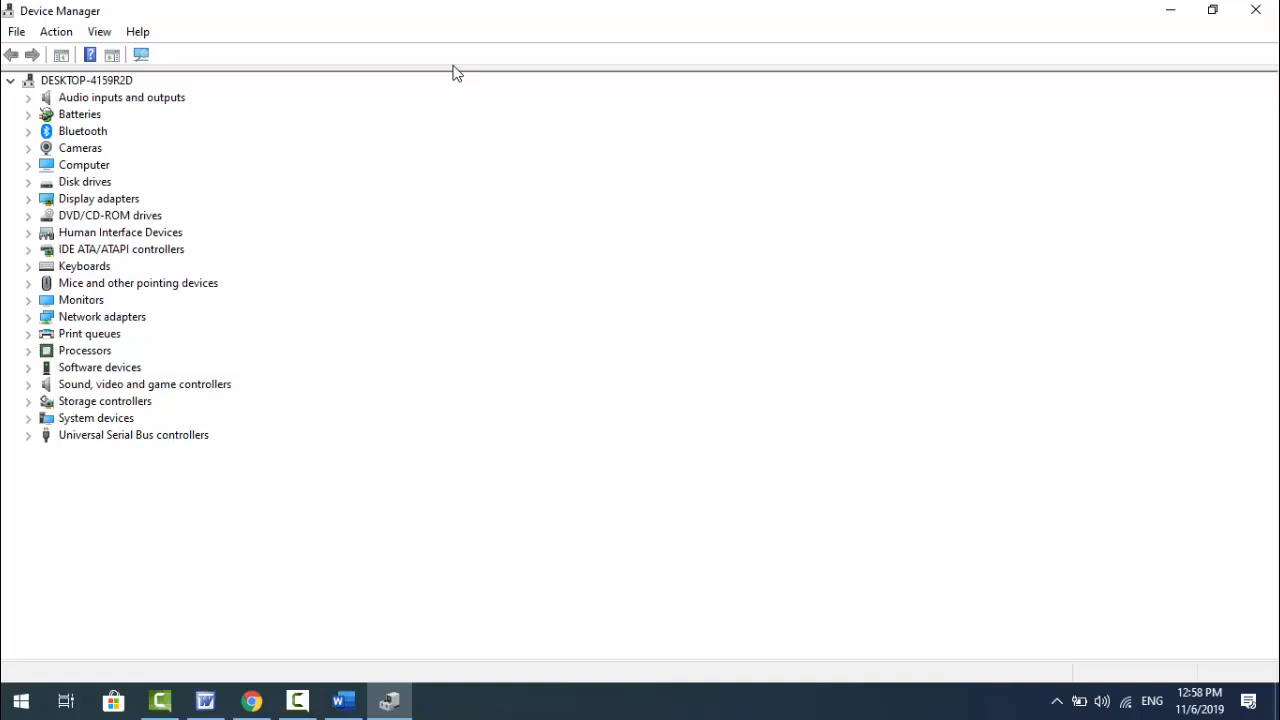 Device Manager
File Action View Help
DESKTOP-4159R2D
Audio inputs and outputs
Batteries
Bluetooth
Cameras
Computer
Disk drives
Display adapters
DVD/CD-ROM drives
Human Interface Devices
IDE ATA/ATAPI controllers
Keyboards
Mice and other pointing devices
Monitors
Network adapters
Print queues
Processors
Software devices
Sound, video and game controllers
Storage controllers
System devices
Universal Serial Bus controllers
ENG
12:58 PM
11/6/2019